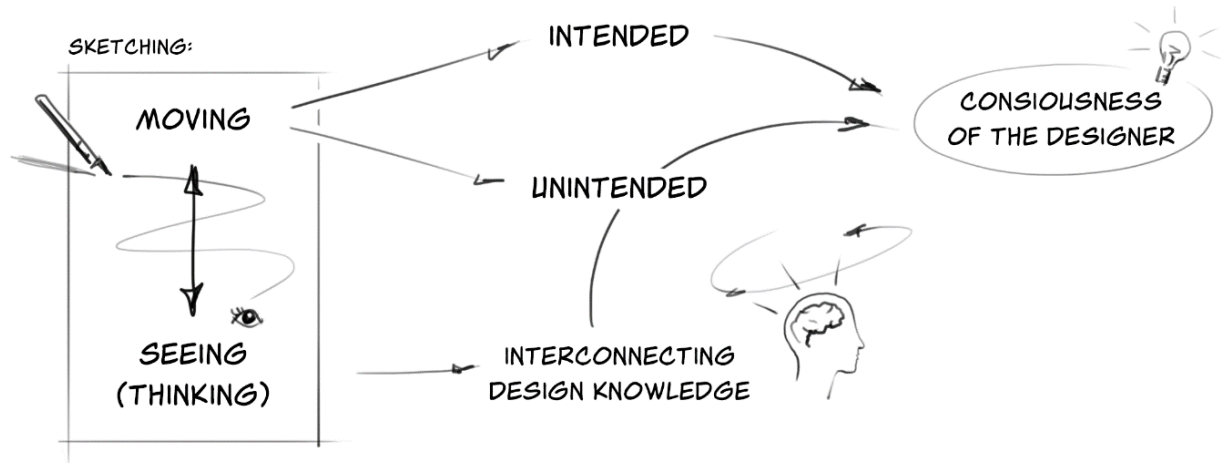 SKETCHING:
MOVING
SEEING
(THINKING)
INTENDED
UNINTENDED
INTERCONNECTING
DESIGN KNOWLEDGE
CONSIOUSNESS
OF THE DESIGNER